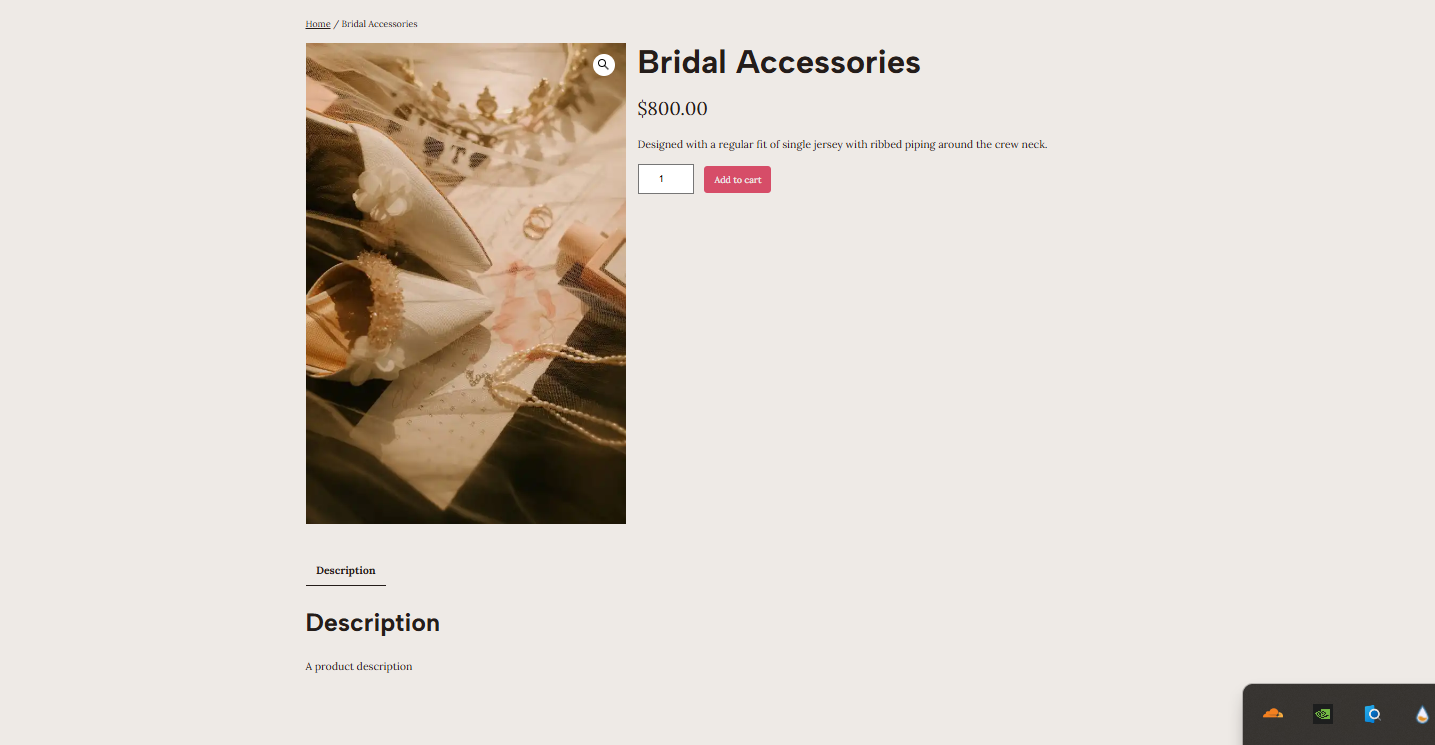 Home / Bridal Accessories
Bridal Accessories
$800.00
Designed with a regular fit of single jersey with ribbed piping around the crew neck.
1
Add to cart
Description
Description
A product description